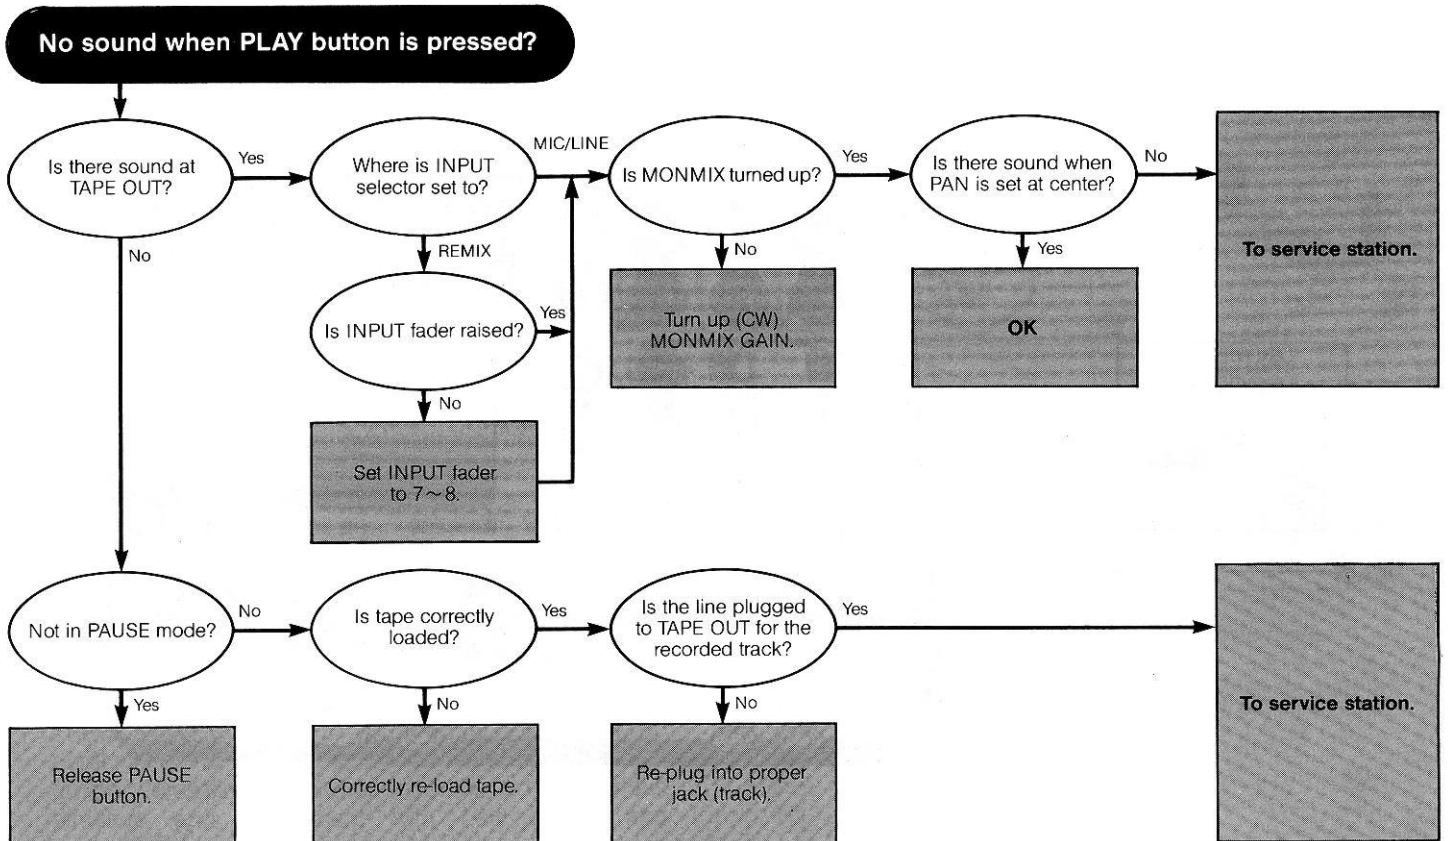 No sound when PLAY button is pressed?
Is there sound at
TAPE OUT?
Yes
No
Where is INPUT
selector set to?
MIC/LINE
REMIX
Is INPUT fader raised?
Yes
No
Set INPUT fader
to 7~8.
Is MONMIX turned up?
Yes
No
Turn up (CW)
MONMIX GAIN.
Is there sound when
PAN is set at center?
No
Yes
OK
To service station.
Not in PAUSE mode?
No
Yes
Release PAUSE
button.
Is tape correctly
loaded?
Yes
No
Correctly re-load tape.
Is the line plugged
to TAPE OUT for the
recorded track?
Yes
No
Re-plug into proper
jack (track).
To service station.